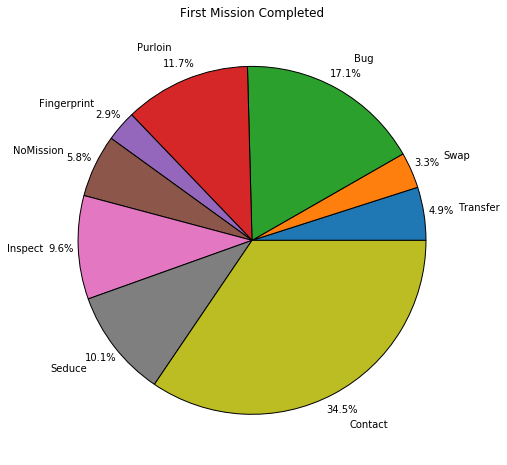 First Mission Completed
Purloin
11.7%
Bug
17.1%
Fingerprint
2.9%
Swap
3.3%
NoMission
5.8%
Transfer
4.9%
Inspect
9.6%
Seduce
10.1%
34.5%
Contact